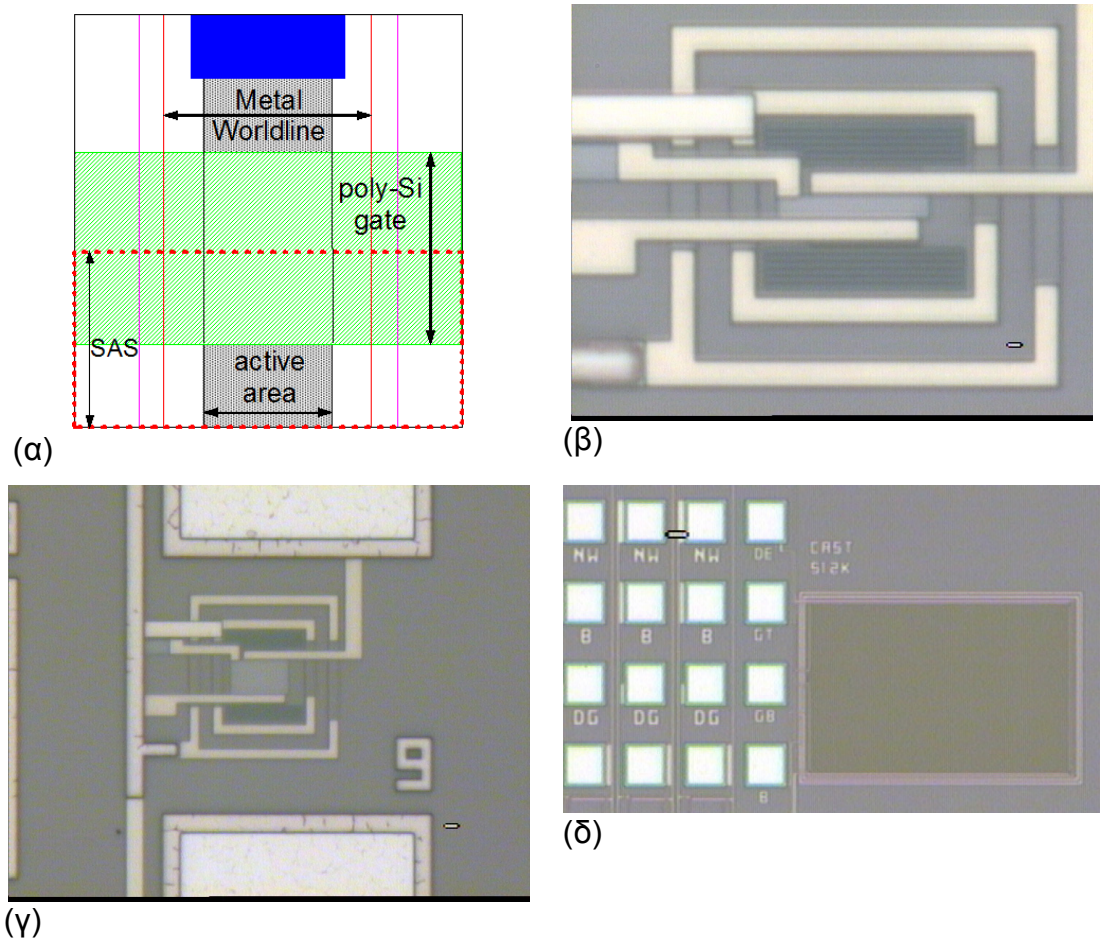 Metal
Worldline
poly-Si
gate
SAS
active
area
(α)
(β)
9
(γ)
NW NW NW DE
CAST
512K
B B B GT
DG DG DG GB
B
(δ)